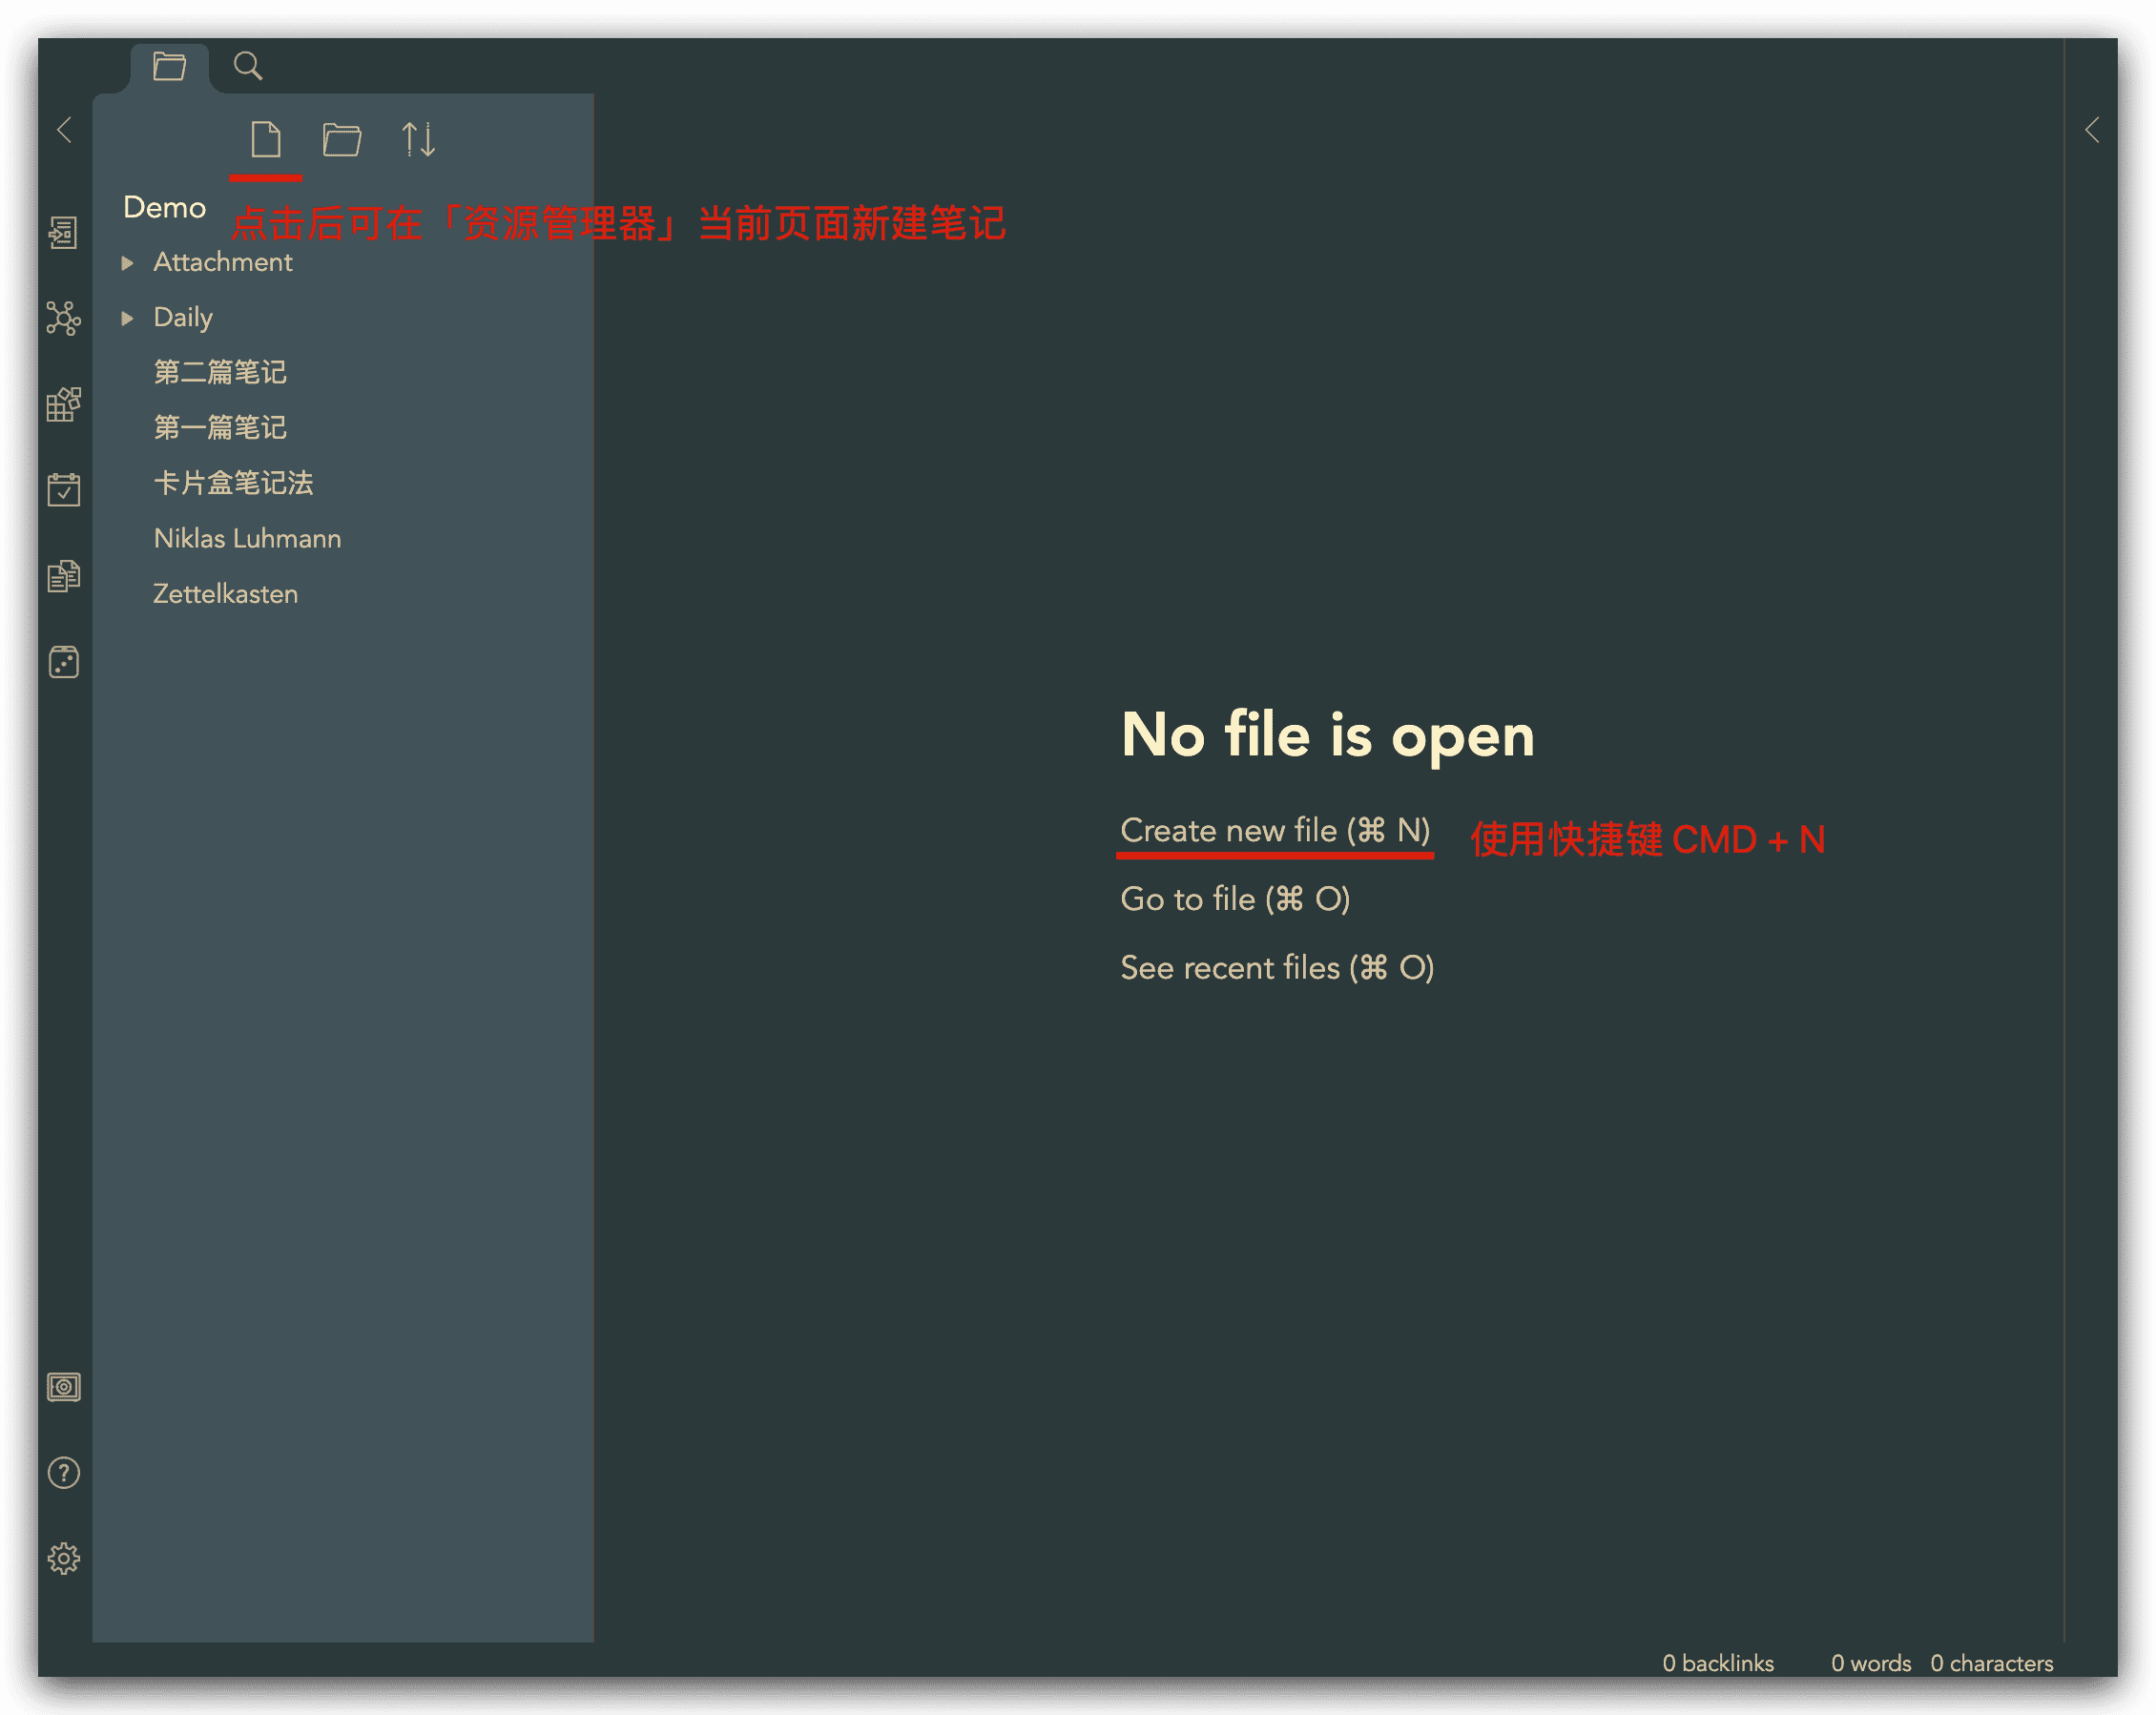 Demo
点击后可在「资源管理器」当前页面新建笔记
Attachment
Daily
第二篇笔记
第一篇笔记
卡片盒笔记法
Niklas Luhmann
Zettelkasten
No file is open
Create new file (⌘ N)
使用快捷键 CMD + N
Go to file (⌘ O)
See recent files (⌘ O)
0 backlinks
0 words
0 characters